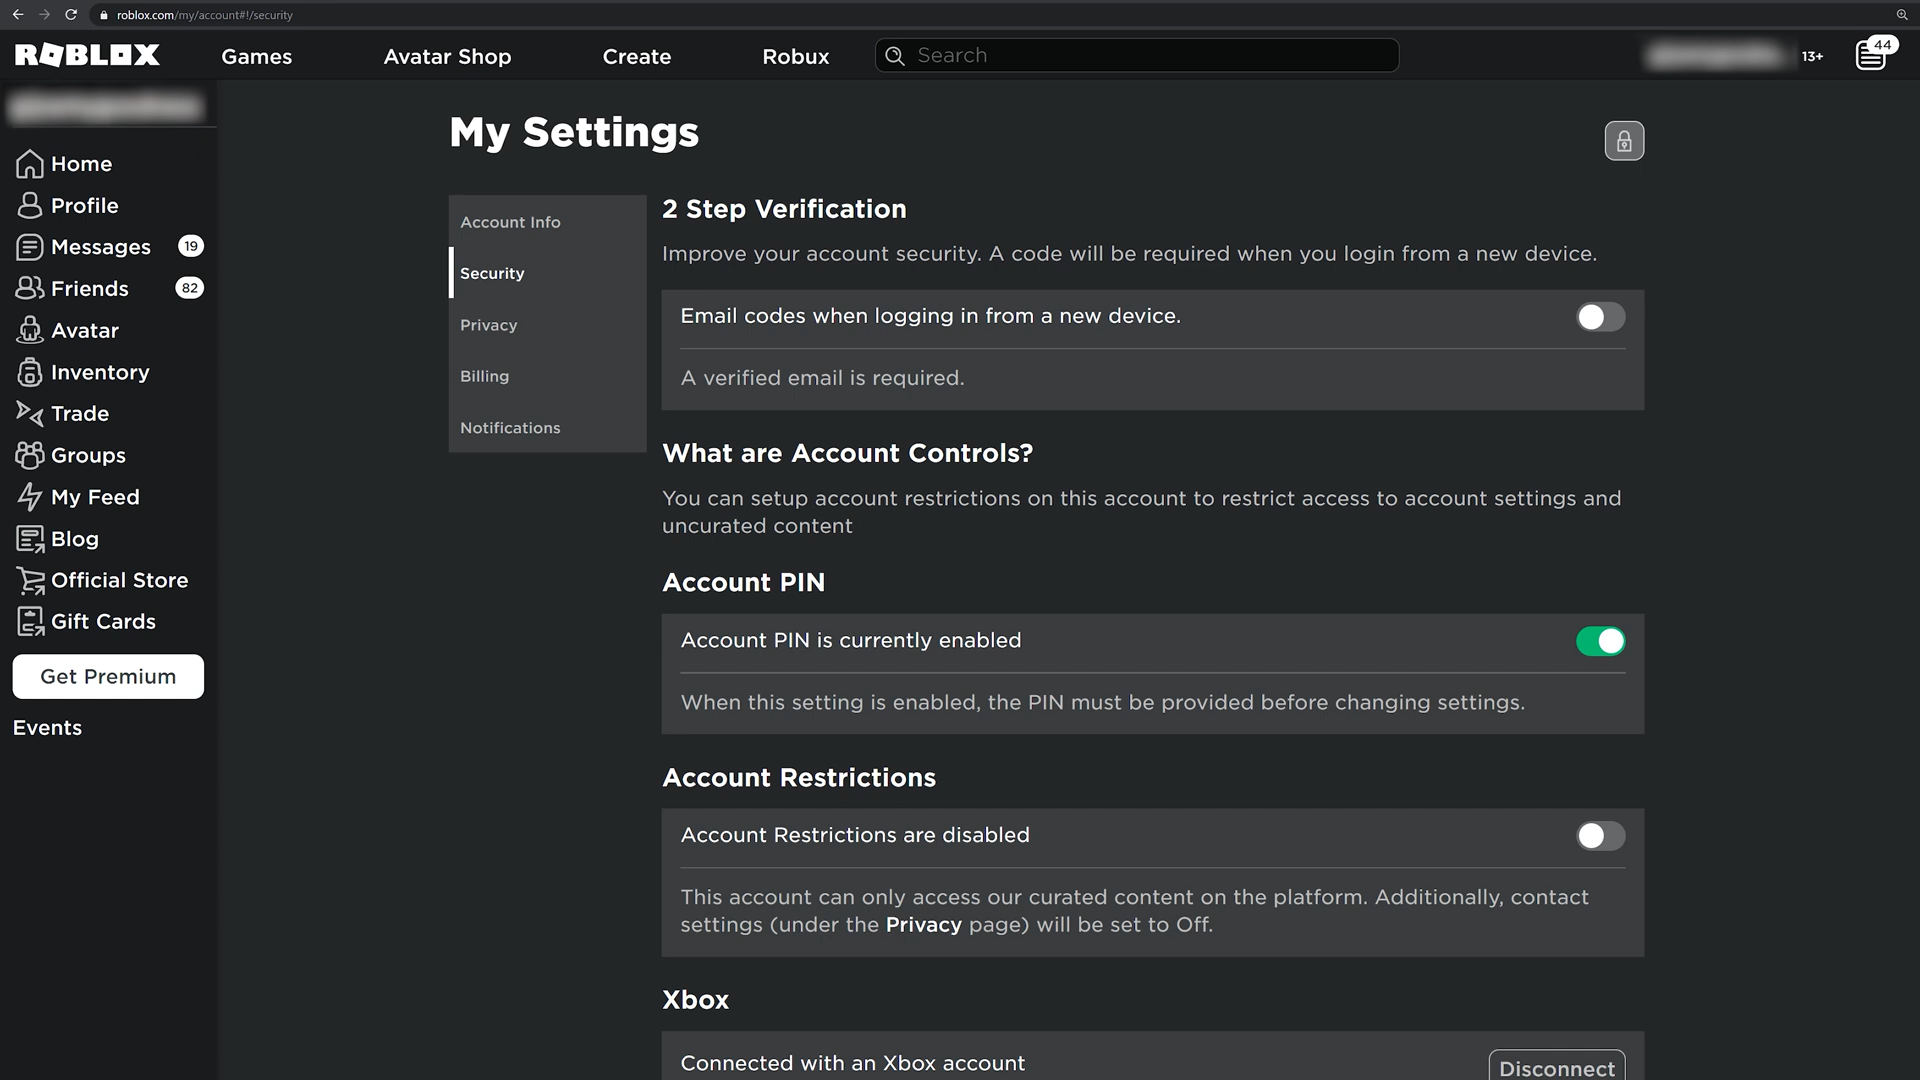 roblox.com/my/account#!/security
ROBLOX
Games
Avatar Shop
Create
Robux
Search
13+
44
Home
Profile
Messages
19
Friends
82
Avatar
Inventory
Trade
Groups
My Feed
Blog
Official Store
Gift Cards
Get Premium
Events
My Settings
Account Info
Security
Privacy
Billing
Notifications
2 Step Verification
Improve your account security. A code will be required when you login from a new device.
Email codes when logging in from a new device.
A verified email is required.
What are Account Controls?
You can setup account restrictions on this account to restrict access to account settings and
uncurated content
Account PIN
Account PIN is currently enabled
When this setting is enabled, the PIN must be provided before changing settings.
Account Restrictions
Account Restrictions are disabled
This account can only access our curated content on the platform. Additionally, contact
settings (under the Privacy page) will be set to Off.
Xbox
Connected with an Xbox account
Disconnect